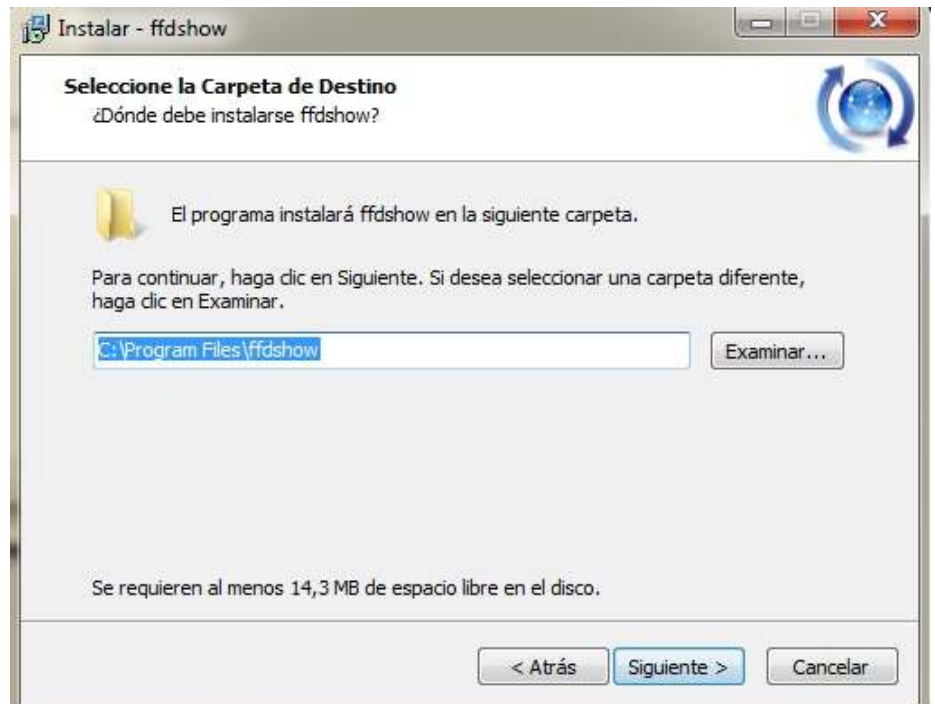 Instalar - ffdshow
Seleccione la Carpeta de Destino
¿Dónde debe instalarse ffdshow?
El programa instalará ffdshow en la siguiente carpeta.
Para continuar, haga clic en Siguiente. Si desea seleccionar una carpeta diferente,
haga clic en Examinar.
C:\Program Files\ffdshow
Examinar...
Se requieren al menos 14,3 MB de espacio libre en el disco.
< Atrás
Siguiente >
Cancelar